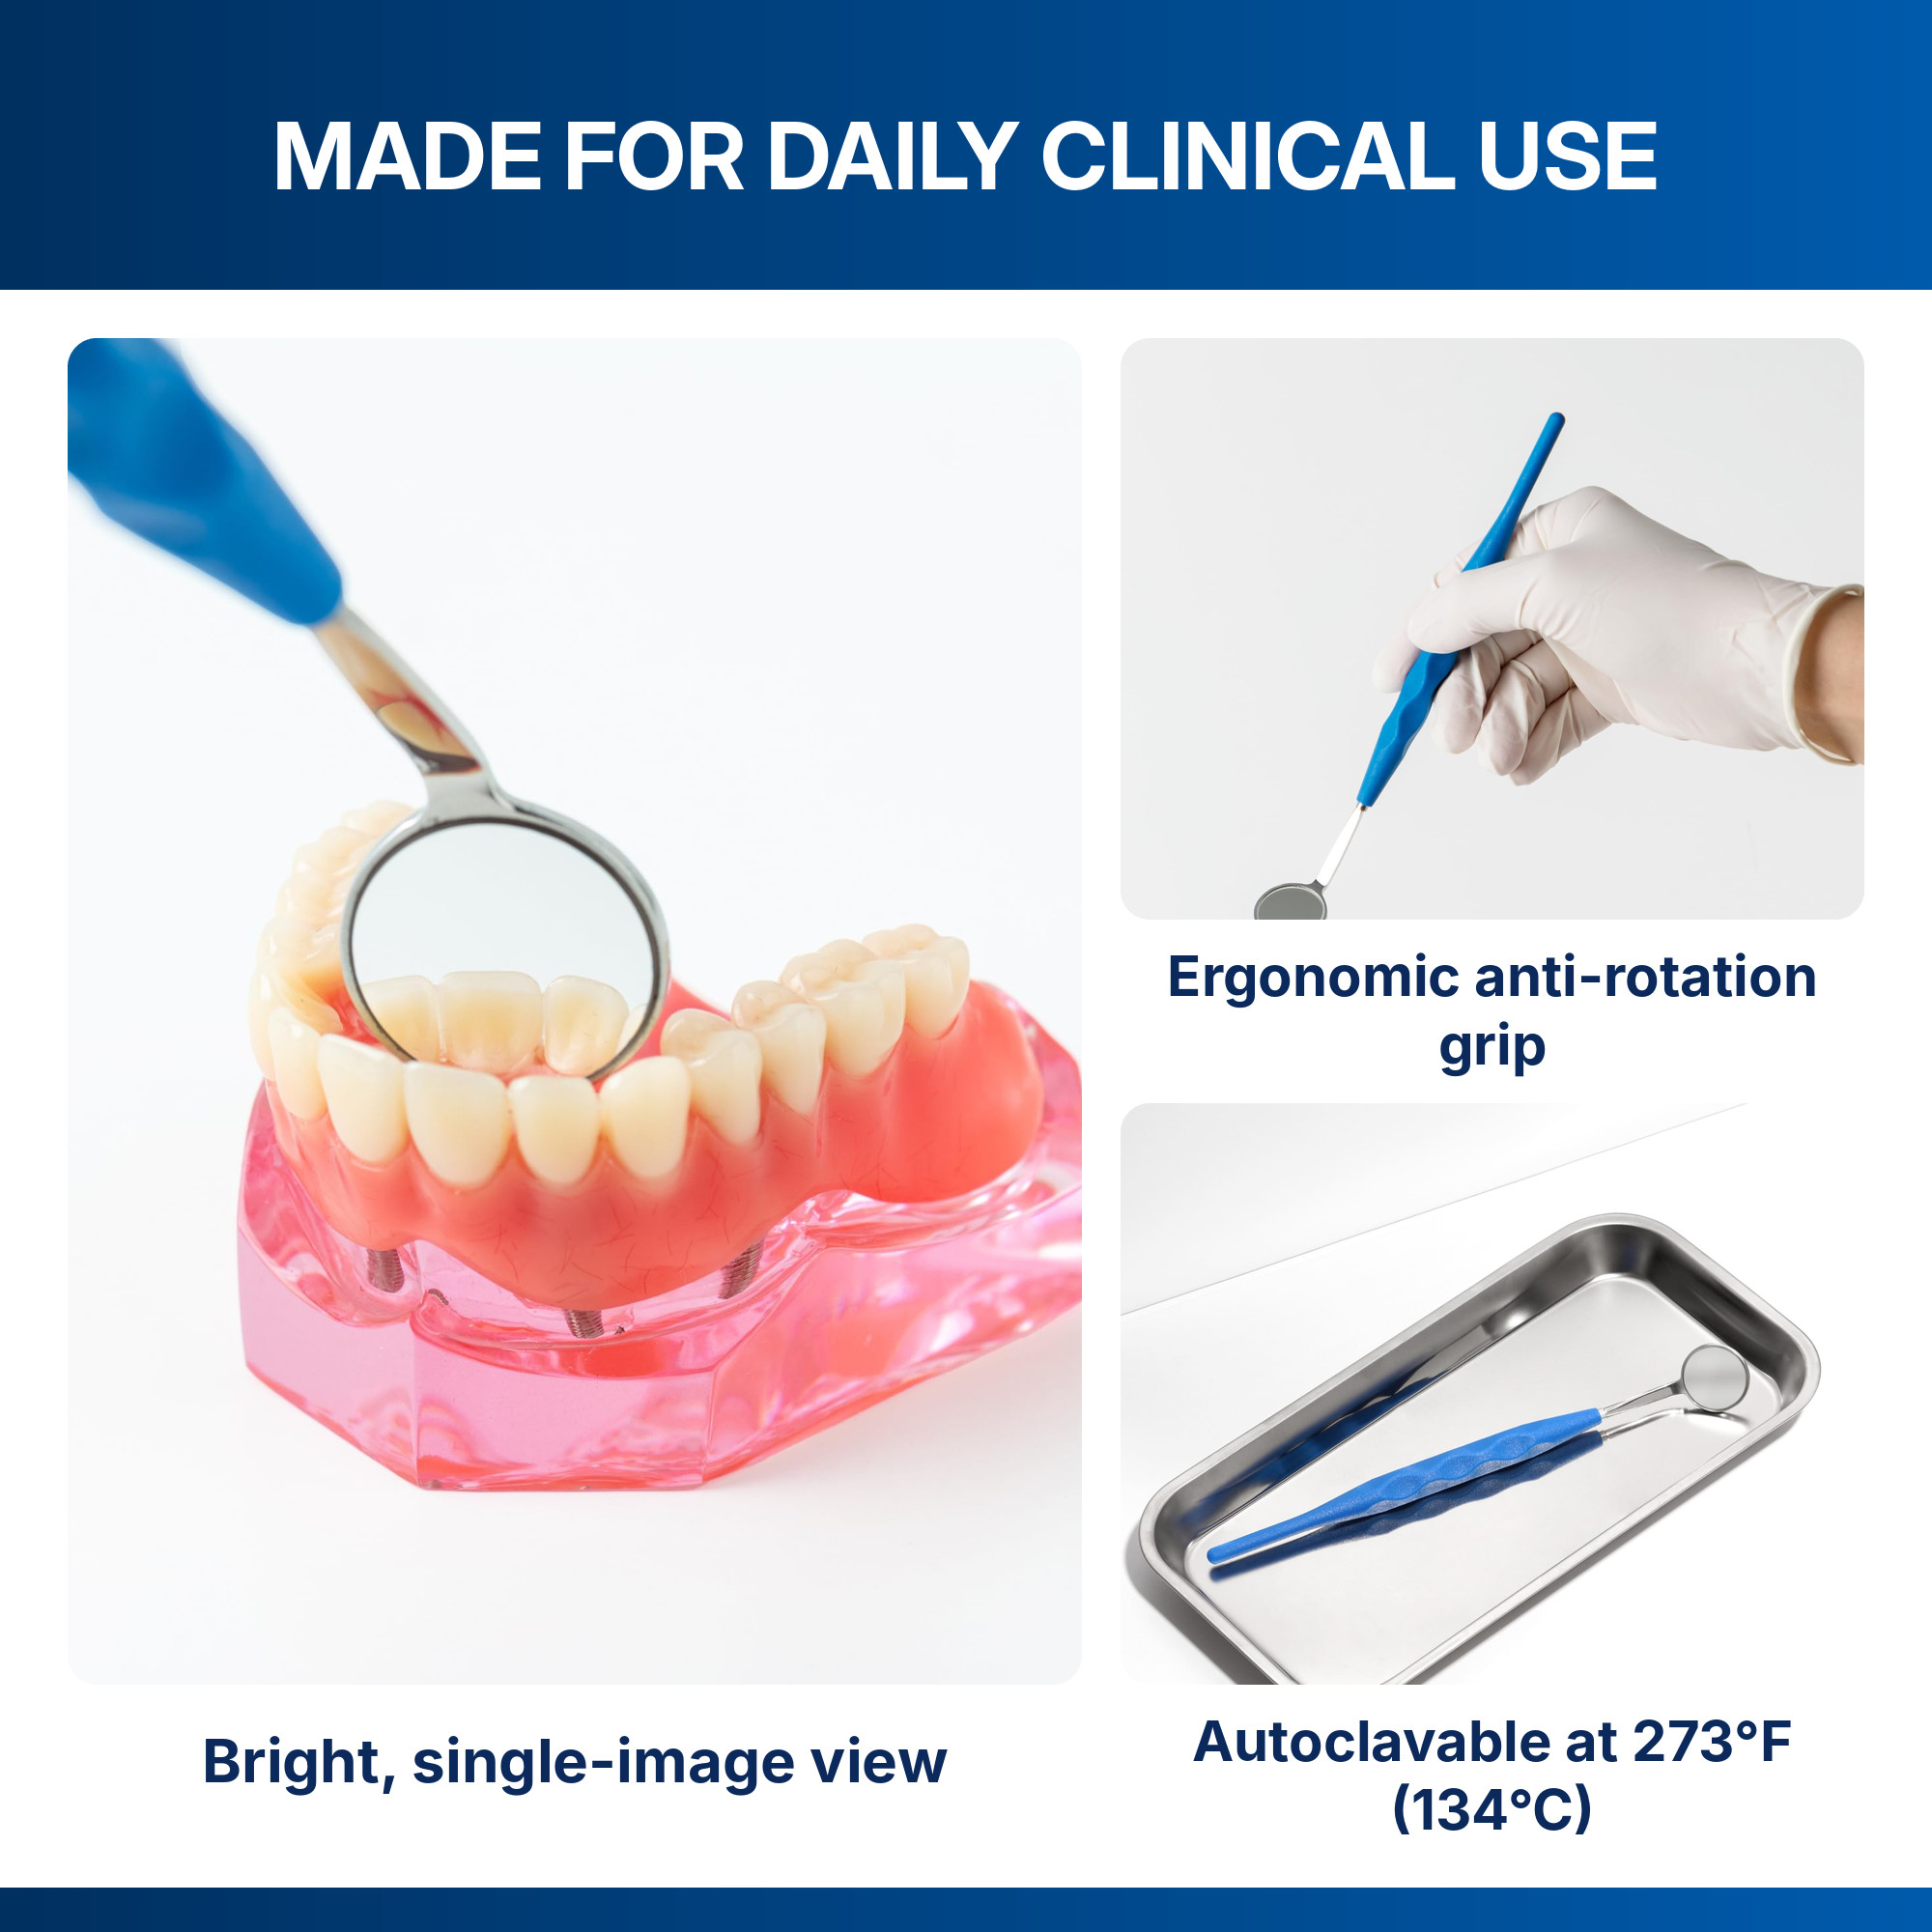 MADE FOR DAILY CLINICAL USE
Ergonomic anti-rotation
grip
Bright, single-image view
Autoclavable at 273°F
(134°C)